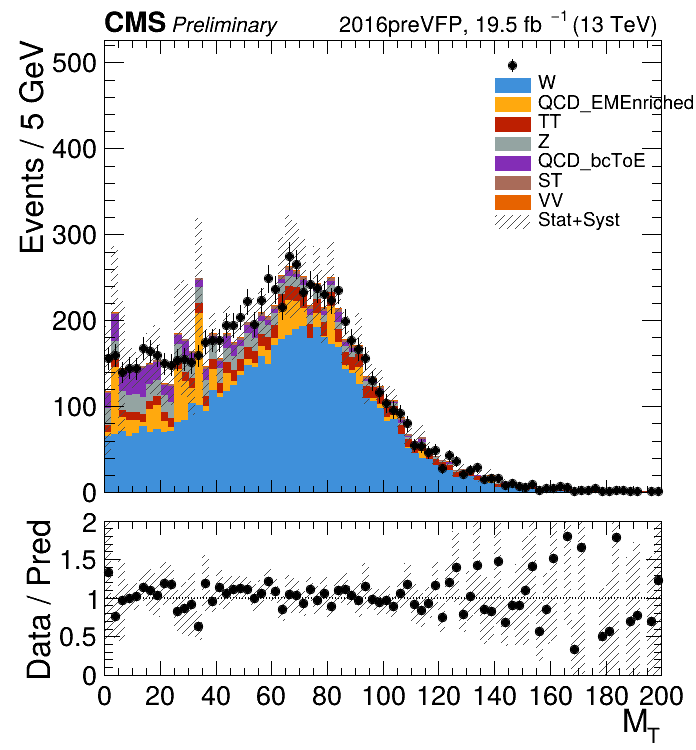 CMS Preliminary 2016preVFP, 19.5 fb⁻¹ (13 TeV)
Events / 5 GeV
500
400
300
200
100
0
W
QCD_EMEnriched
TT
Z
QCD_bcToE
ST
VV
Stat+Syst
Data / Pred
2
1.5
1
0.5
0
0 20 40 60 80 100 120 140 160 180 200
M_T